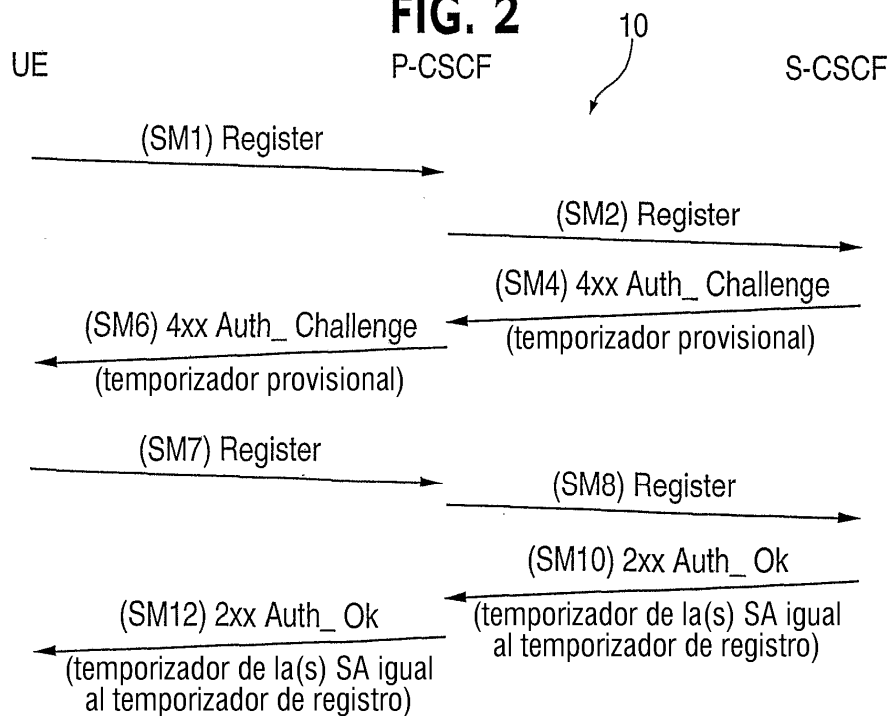 FIG. 2
10
UE P-CSCF S-CSCF
(SM1) Register
(SM2) Register
(SM4) 4xx Auth_ Challenge
(temporizador provisional)
(SM6) 4xx Auth_ Challenge
(temporizador provisional)
(SM7) Register
(SM8) Register
(SM10) 2xx Auth_ Ok
(temporizador de la(s) SA igual
al temporizador de registro)
(SM12) 2xx Auth_ Ok
(temporizador de la(s) SA igual
al temporizador de registro)